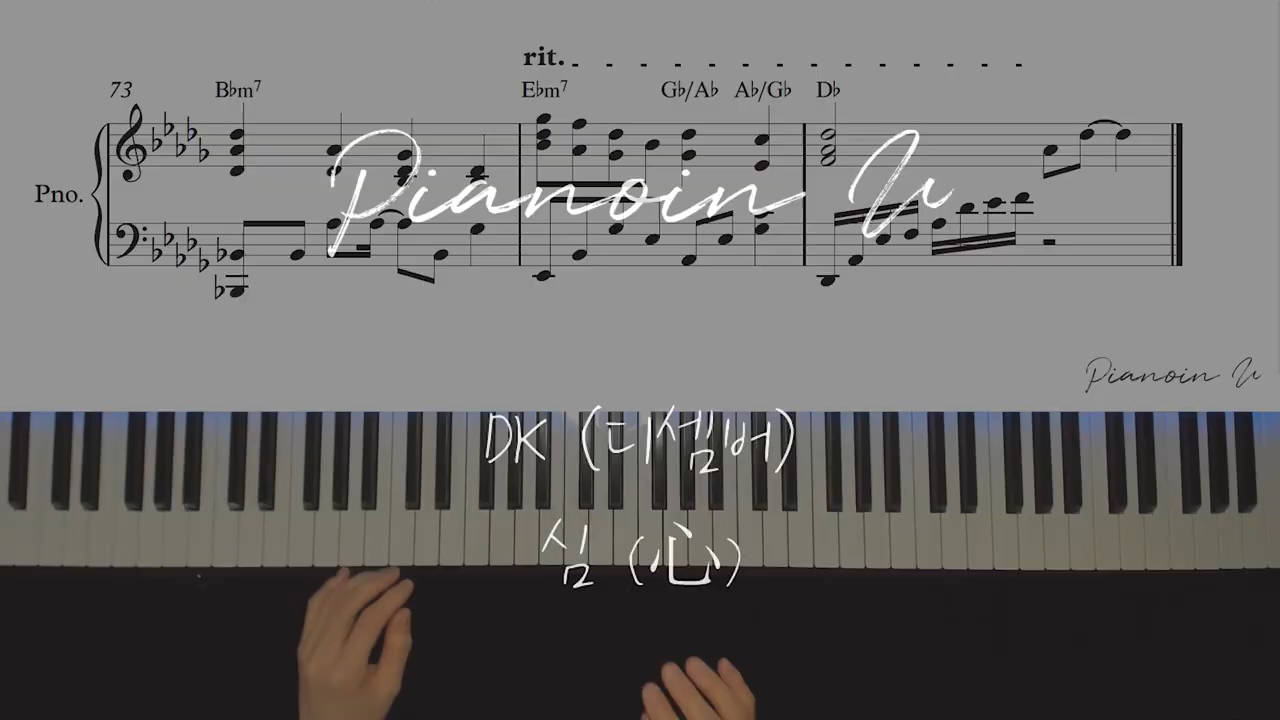 rit.
73 B♭m7 E♭m7 G♭/A♭ A♭/G♭ D♭
Pno.
Pianoin U
Pianoin U
DK (디셈버)
심 (心)